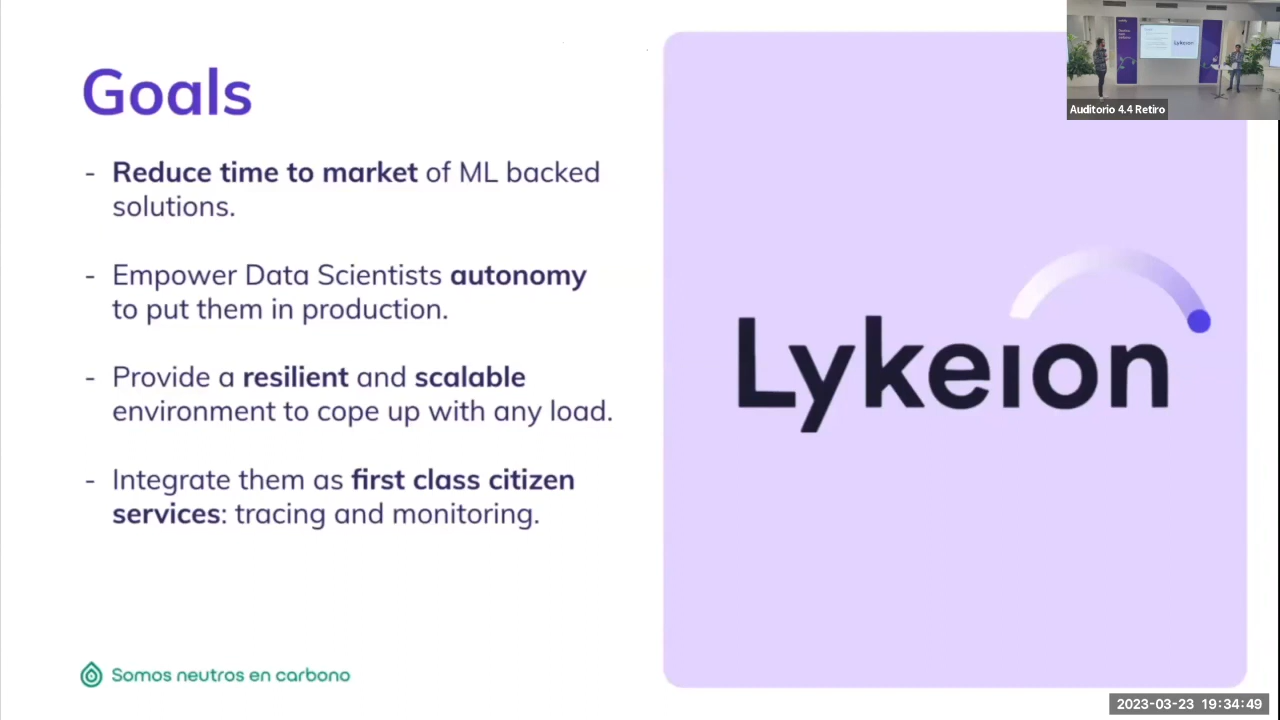 Goals
- Reduce time to market of ML backed
solutions.
- Empower Data Scientists autonomy
to put them in production.
- Provide a resilient and scalable
environment to cope up with any load.
- Integrate them as first class citizen
services: tracing and monitoring.
Somos neutros en carbono
Lykeion
Auditorio 4.4 Retiro
2023-03-23 19:34:49